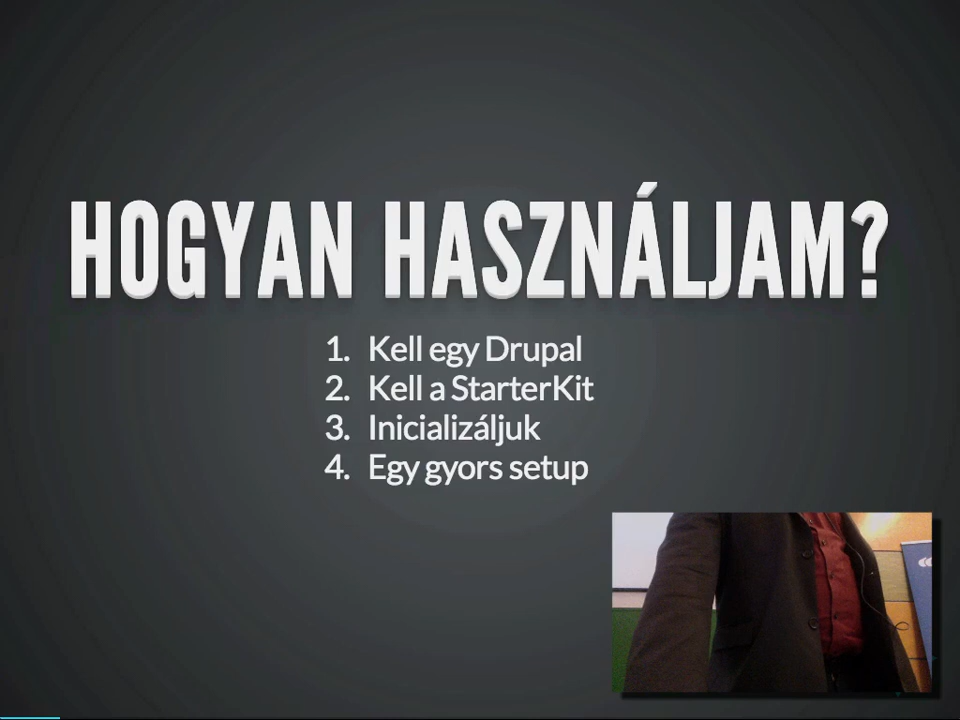 HOGYAN HASZNÁLJAM?
1. Kell egy Drupal
2. Kell a StarterKit
3. Inicializáljuk
4. Egy gyors setup